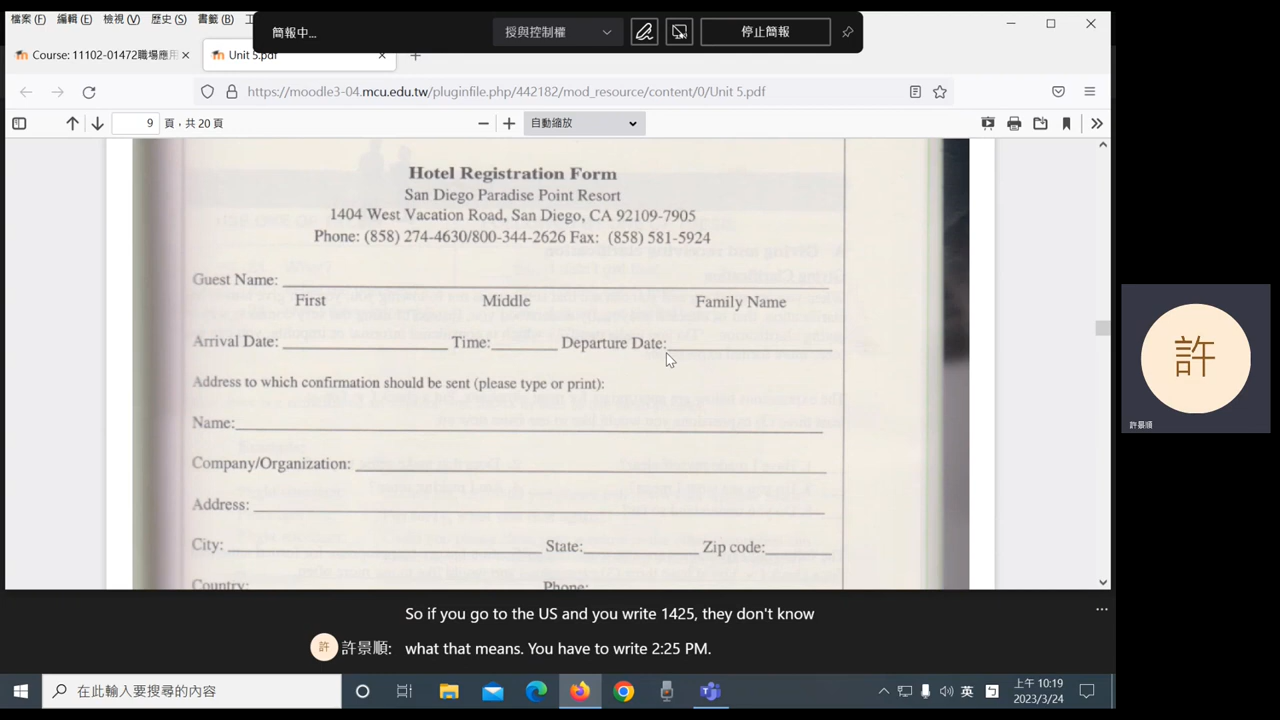 檔案 (F) 編輯 (E) 檢視 (V) 歷史 (S) 書籤 (B)
簡報中...
授與控制權
停止簡報
Course: 11102-01472職場應用
Unit 5.pdf
https://moodle3-04.mcu.edu.tw/pluginfile.php/442182/mod_resource/content/0/Unit 5.pdf
9 頁，共 20 頁
自動縮放
Hotel Registration Form
San Diego Paradise Point Resort
1404 West Vacation Road, San Diego, CA 92109-7905
Phone: (858) 274-4630/800-344-2626 Fax: (858) 581-5924
Guest Name:
First Middle Family Name
Arrival Date: Time: Departure Date:
Address to which confirmation should be sent (please type or print):
Name:
Company/Organization:
Address:
City: State: Zip code:
Country: Phone:
許
許景順
So if you go to the US and you write 1425, they don't know
許 許景順: what that means. You have to write 2:25 PM.
在此輸入要搜尋的內容
英
上午 10:19
2023/3/24